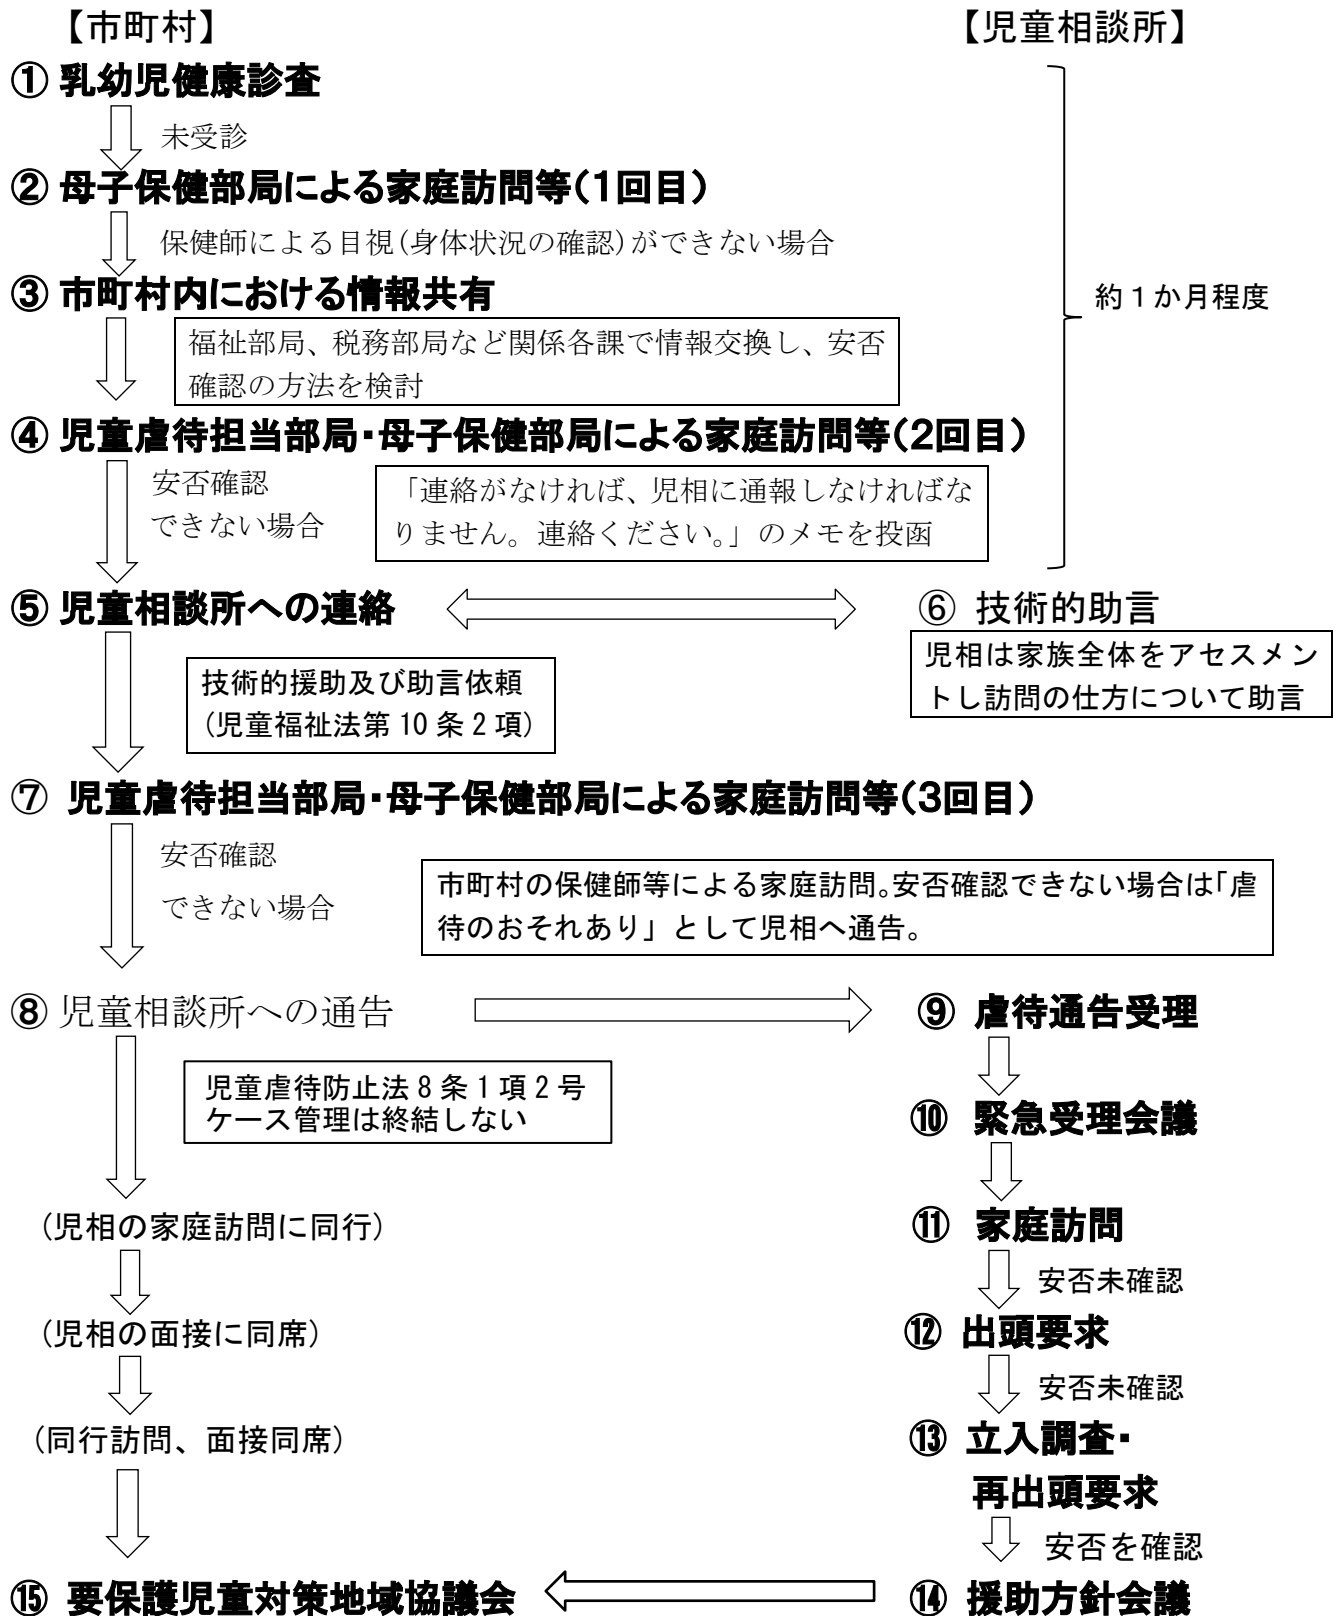 【市町村】
【児童相談所】
① 乳幼児健康診査
未受診
② 母子保健部局による家庭訪問等（１回目）
保健師による目視(身体状況の確認)ができない場合
③ 市町村内における情報共有
約１か月程度
福祉部局、税務部局など関係各課で情報交換し、安否
確認の方法を検討
④ 児童虐待担当部局・母子保健部局による家庭訪問等（２回目）
安否確認
できない場合
「連絡がなければ、児相に通報しなければな
りません。連絡ください。」のメモを投函
⑤ 児童相談所への連絡
⑥ 技術的助言
児相は家族全体をアセスメン
トし訪問の仕方について助言
技術的援助及び助言依頼
(児童福祉法第 10 条 2 項)
⑦ 児童虐待担当部局・母子保健部局による家庭訪問等（３回目）
安否確認
できない場合
市町村の保健師等による家庭訪問。安否確認できない場合は「虐
待のおそれあり」として児相へ通告。
⑧ 児童相談所への通告
⑨ 虐待通告受理
児童虐待防止法 8 条 1 項 2 号
ケース管理は終結しない
⑩ 緊急受理会議
(児相の家庭訪問に同行)
⑪ 家庭訪問
安否未確認
(児相の面接に同席)
⑫ 出頭要求
安否未確認
(同行訪問、面接同席)
⑬ 立入調査・
再出頭要求
安否を確認
⑮ 要保護児童対策地域協議会
⑭ 援助方針会議